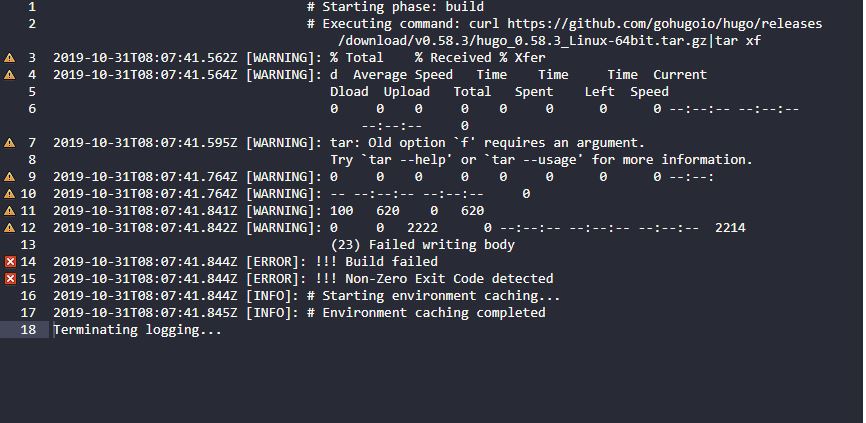 1 # Starting phase: build
2 # Executing command: curl https://github.com/gohugoio/hugo/releases
/download/v0.58.3/hugo_0.58.3_Linux-64bit.tar.gz|tar xf
3 2019-10-31T08:07:41.562Z [WARNING]: % Total    % Received % Xfer
4 2019-10-31T08:07:41.564Z [WARNING]: d  Average Speed   Time    Time     Time  Current
5 Dload  Upload   Total   Spent    Left  Speed
6 0     0    0     0    0     0      0      0 --:--:-- --:--:--
--:--:--     0
7 2019-10-31T08:07:41.595Z [WARNING]: tar: Old option `f' requires an argument.
8 Try `tar --help' or `tar --usage' for more information.
9 2019-10-31T08:07:41.764Z [WARNING]: 0     0    0     0    0     0      0      0 --:--:
10 2019-10-31T08:07:41.764Z [WARNING]: -- --:--:-- --:--:--     0
11 2019-10-31T08:07:41.841Z [WARNING]: 100   620    0   620
12 2019-10-31T08:07:41.842Z [WARNING]: 0     0   2222      0 --:--:-- --:--:-- --:--:--  2214
13 (23) Failed writing body
14 2019-10-31T08:07:41.844Z [ERROR]: !!! Build failed
15 2019-10-31T08:07:41.844Z [ERROR]: !!! Non-Zero Exit Code detected
16 2019-10-31T08:07:41.844Z [INFO]: # Starting environment caching...
17 2019-10-31T08:07:41.845Z [INFO]: # Environment caching completed
18 Terminating logging...